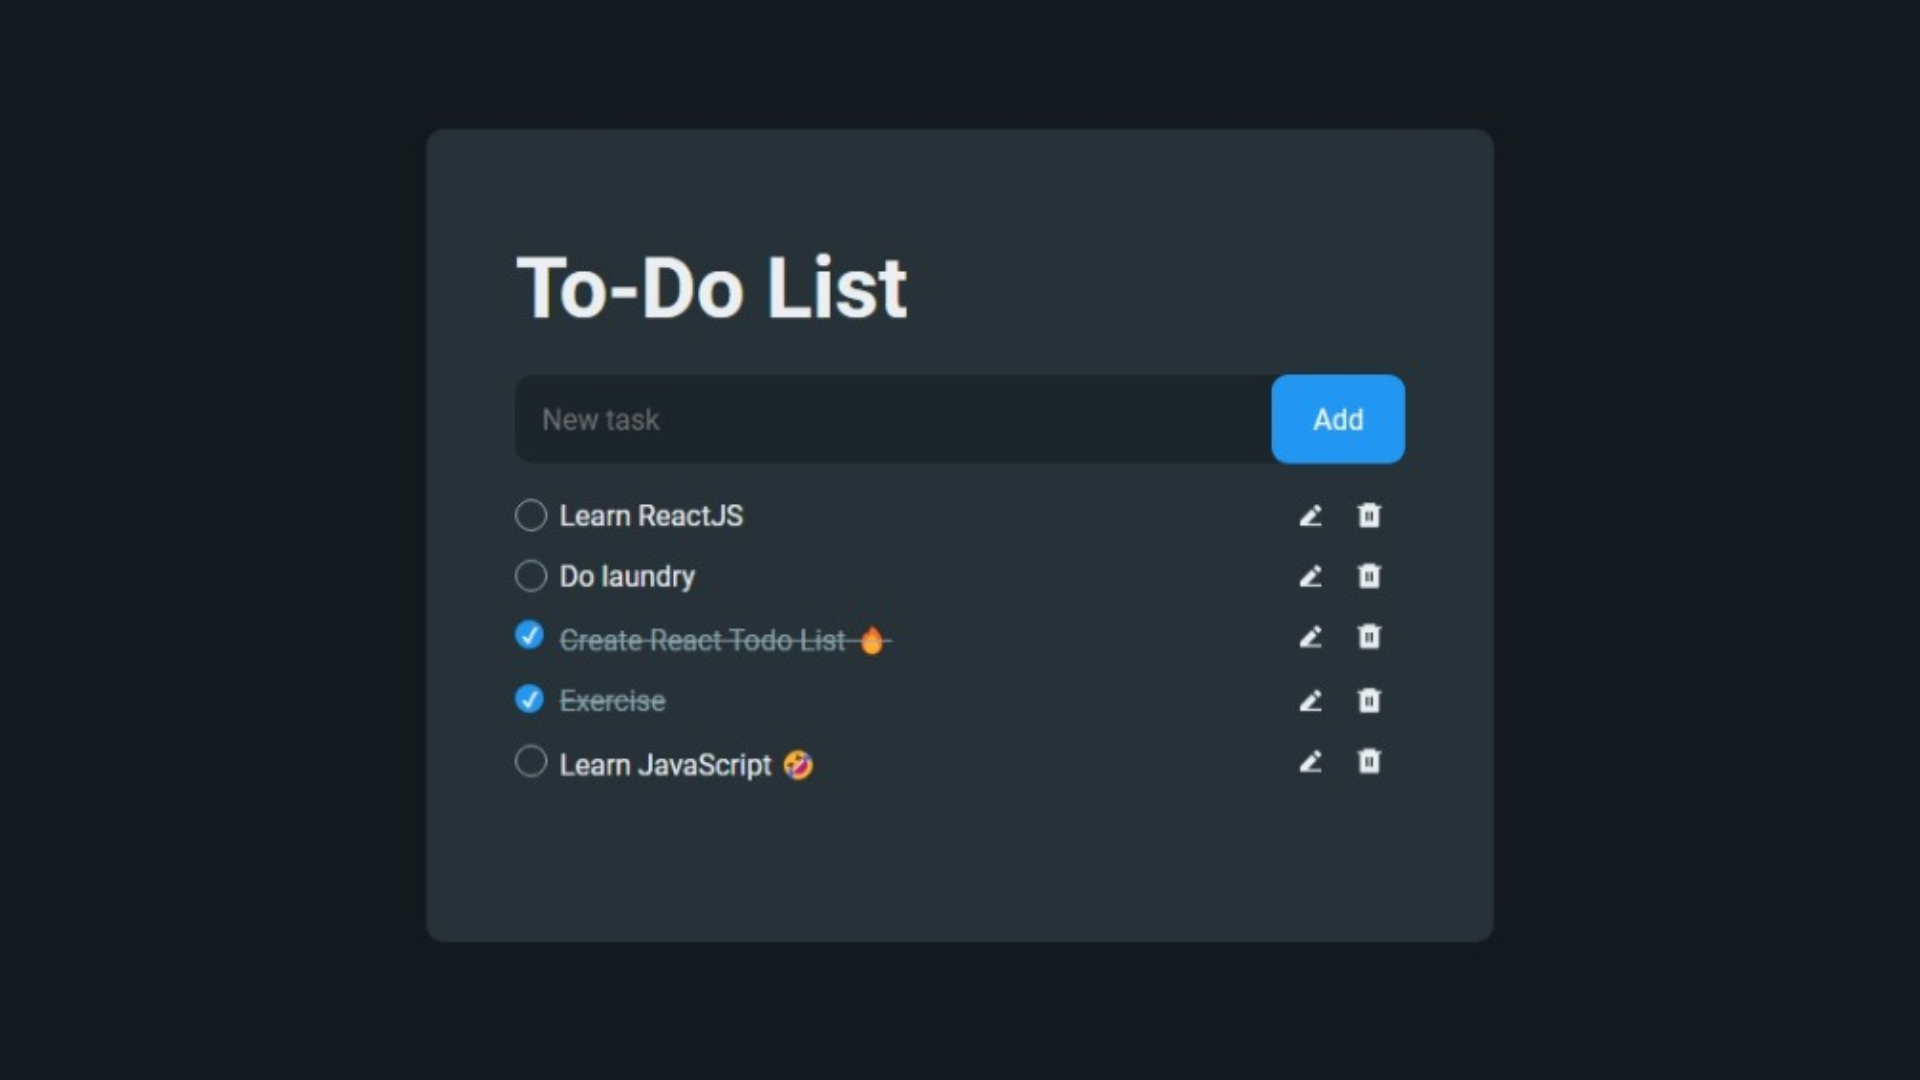 To-Do List
New task
Add
Learn ReactJS
Do laundry
Create React Todo List 🔥
Exercise
Learn JavaScript 🤣